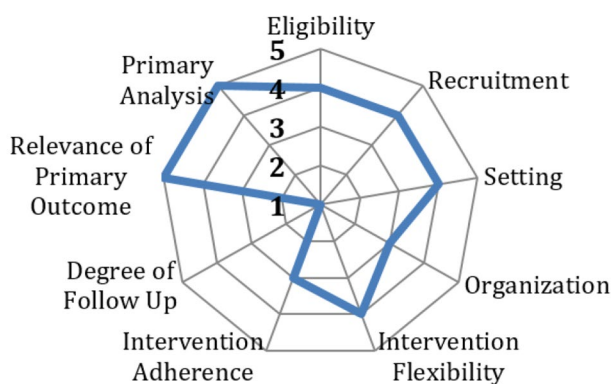 Eligibility
5
Primary
Analysis
4
Recruitment
3
Relevance of
Primary
Outcome
2
Setting
1
Degree of
Follow Up
Organization
Intervention
Adherence
Intervention
Flexibility